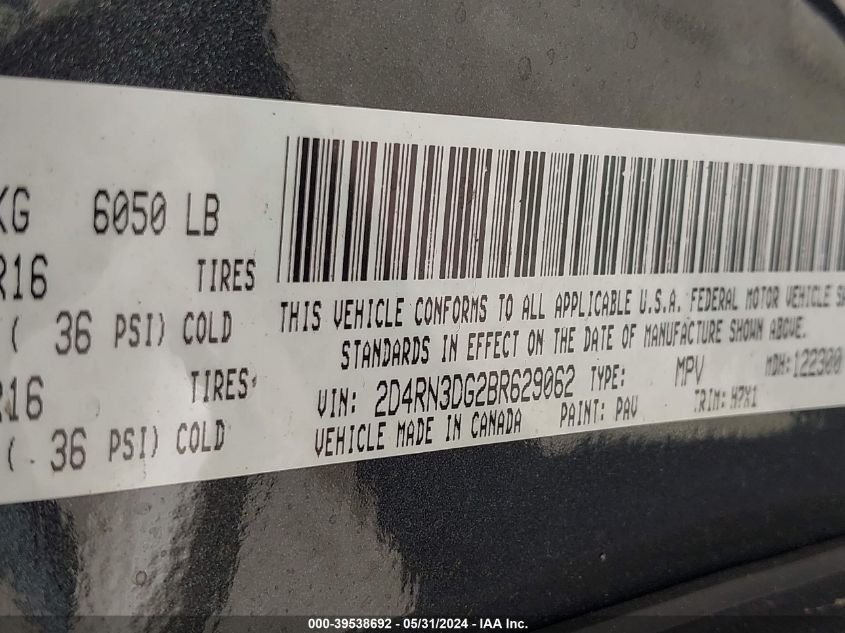 KG 6050 LB
R16 TIRES
( 36 PSI) COLD
R16 TIRES
( 36 PSI) COLD
THIS VEHICLE CONFORMS TO ALL APPLICABLE U.S.A. FEDERAL MOTOR VEHICLE SA
STANDARDS IN EFFECT ON THE DATE OF MANUFACTURE SHOWN ABOVE.
VIN: 2D4RN3DG2BR629062 TYPE: MPV MDH: 122300
VEHICLE MADE IN CANADA PAINT: PAV TRIM: H7X1
000-39538692 - 05/31/2024 - IAA Inc.